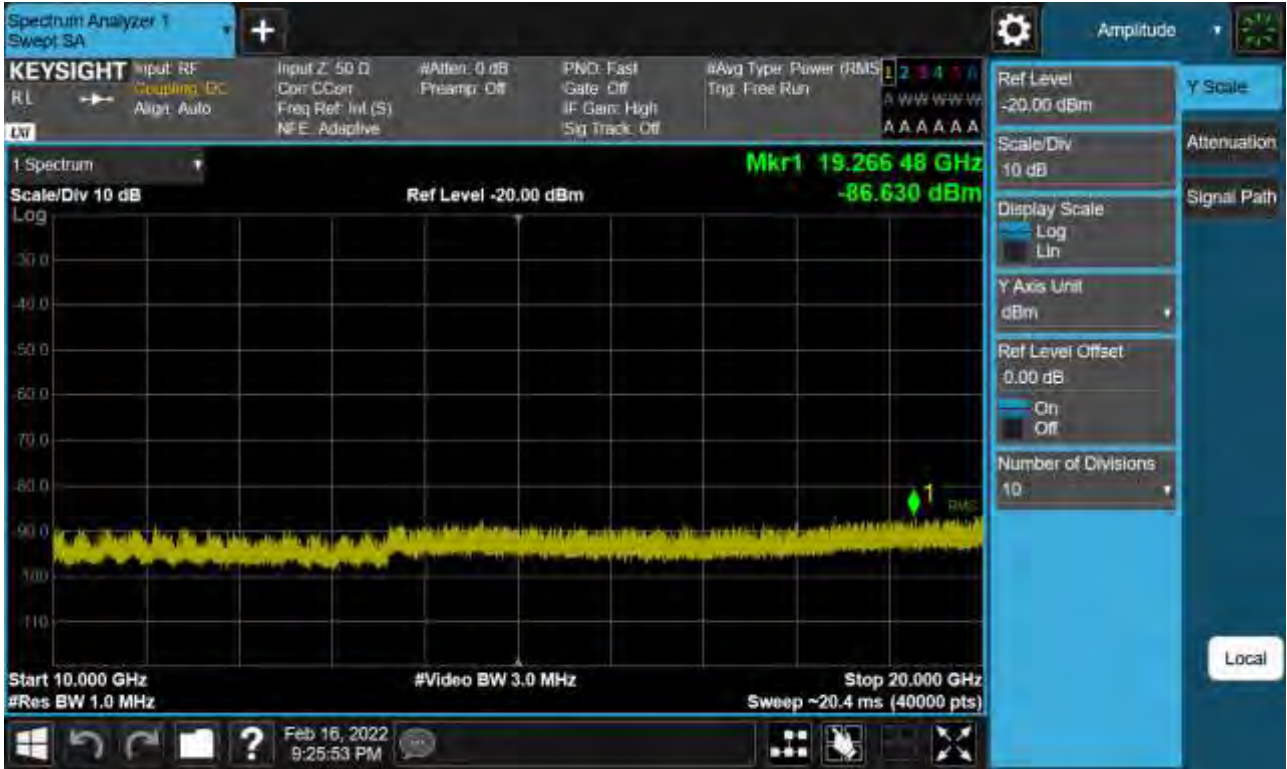 Spectrum Analyzer 1
Swept SA
+
Amplitude
KEYSIGHT
RL
LXI
Input: RF
Coupling: DC
Align: Auto
Input Z: 50 Ω
Corr CCorr
Freq Ref: Int (S)
NFE: Adaptive
#Atten: 0 dB
Preamp: Off
PNO: Fast
Gate: Off
IF Gain: High
Sig Track: Off
#Avg Type: Power (RMS
Trig: Free Run
1 2 3 4 5 6
A W W W W W
A A A A A A
1 Spectrum
Scale/Div 10 dB
Ref Level -20.00 dBm
Mkr1 19.266 48 GHz
-86.630 dBm
Log
-30.0
-40.0
-50.0
-60.0
-70.0
-80.0
-90.0
-100
-110
1
RMS
Start 10.000 GHz
#Video BW 3.0 MHz
Stop 20.000 GHz
#Res BW 1.0 MHz
Sweep ~20.4 ms (40000 pts)
Ref Level
-20.00 dBm
Scale/Div
10 dB
Display Scale
Log
Lin
Y Axis Unit
dBm
Ref Level Offset
0.00 dB
On
Off
Number of Divisions
10
Y Scale
Attenuation
Signal Path
Local
?
Feb 16, 2022
9:25:53 PM